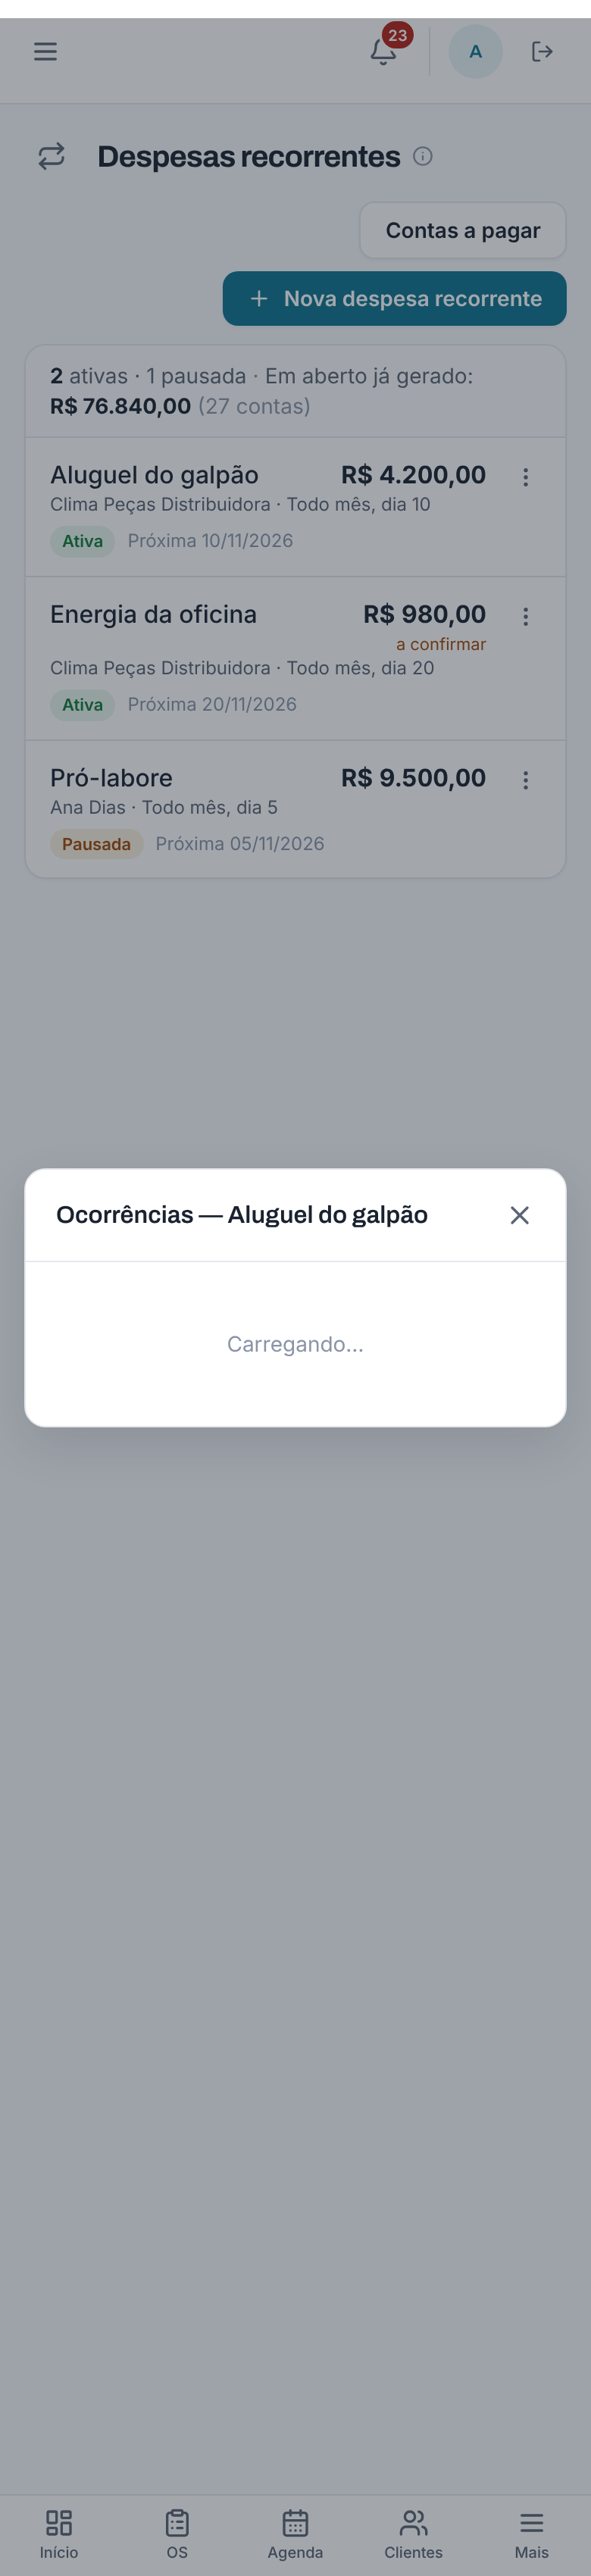 23
A
Despesas recorrentes
Contas a pagar
Nova despesa recorrente
2 ativas · 1 pausada · Em aberto já gerado:
R$ 76.840,00 (27 contas)
Aluguel do galpão R$ 4.200,00
Clima Peças Distribuidora · Todo mês, dia 10
Ativa Próxima 10/11/2026
Energia da oficina R$ 980,00
a confirmar
Clima Peças Distribuidora · Todo mês, dia 20
Ativa Próxima 20/11/2026
Pró-labore R$ 9.500,00
Ana Dias · Todo mês, dia 5
Pausada Próxima 05/11/2026
Ocorrências — Aluguel do galpão
Carregando...
Início OS Agenda Clientes Mais